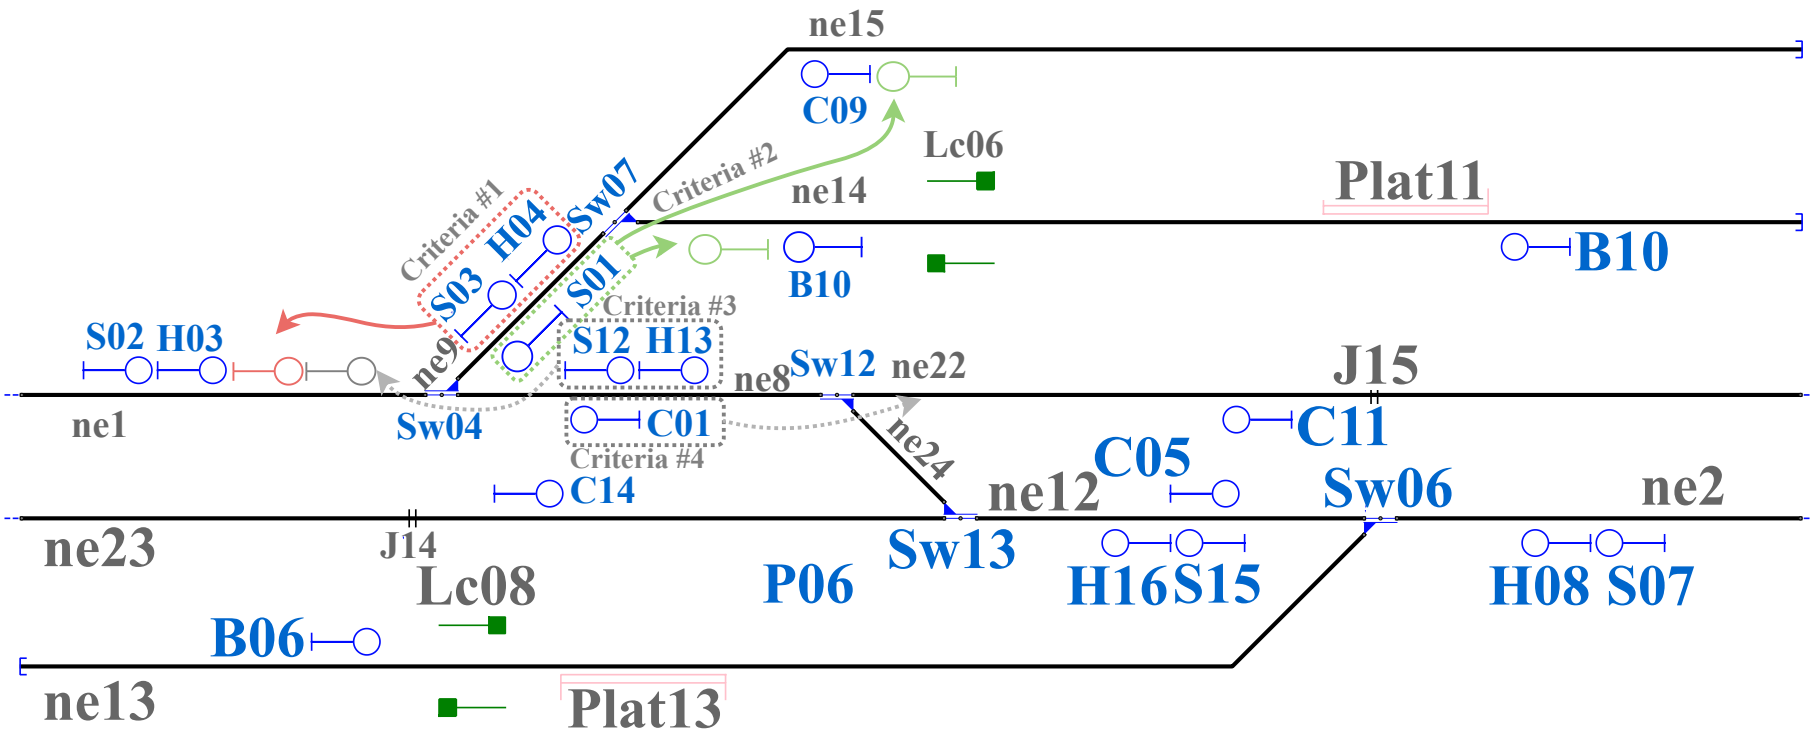 ne15
C09
Lc06
Criteria #2
ne14
Plat11
Sw07
Criteria #1
H04
S03
S01
B10
B10
Criteria #3
S02 H03
S12 H13
ne9
ne8
Sw12
ne22
J15
ne1
Sw04
C01
C11
ne24
Criteria #4
C05
C14
ne12
Sw06
ne2
ne23
J14
Sw13
Lc08
P06
H16 S15
H08 S07
B06
ne13
Plat13